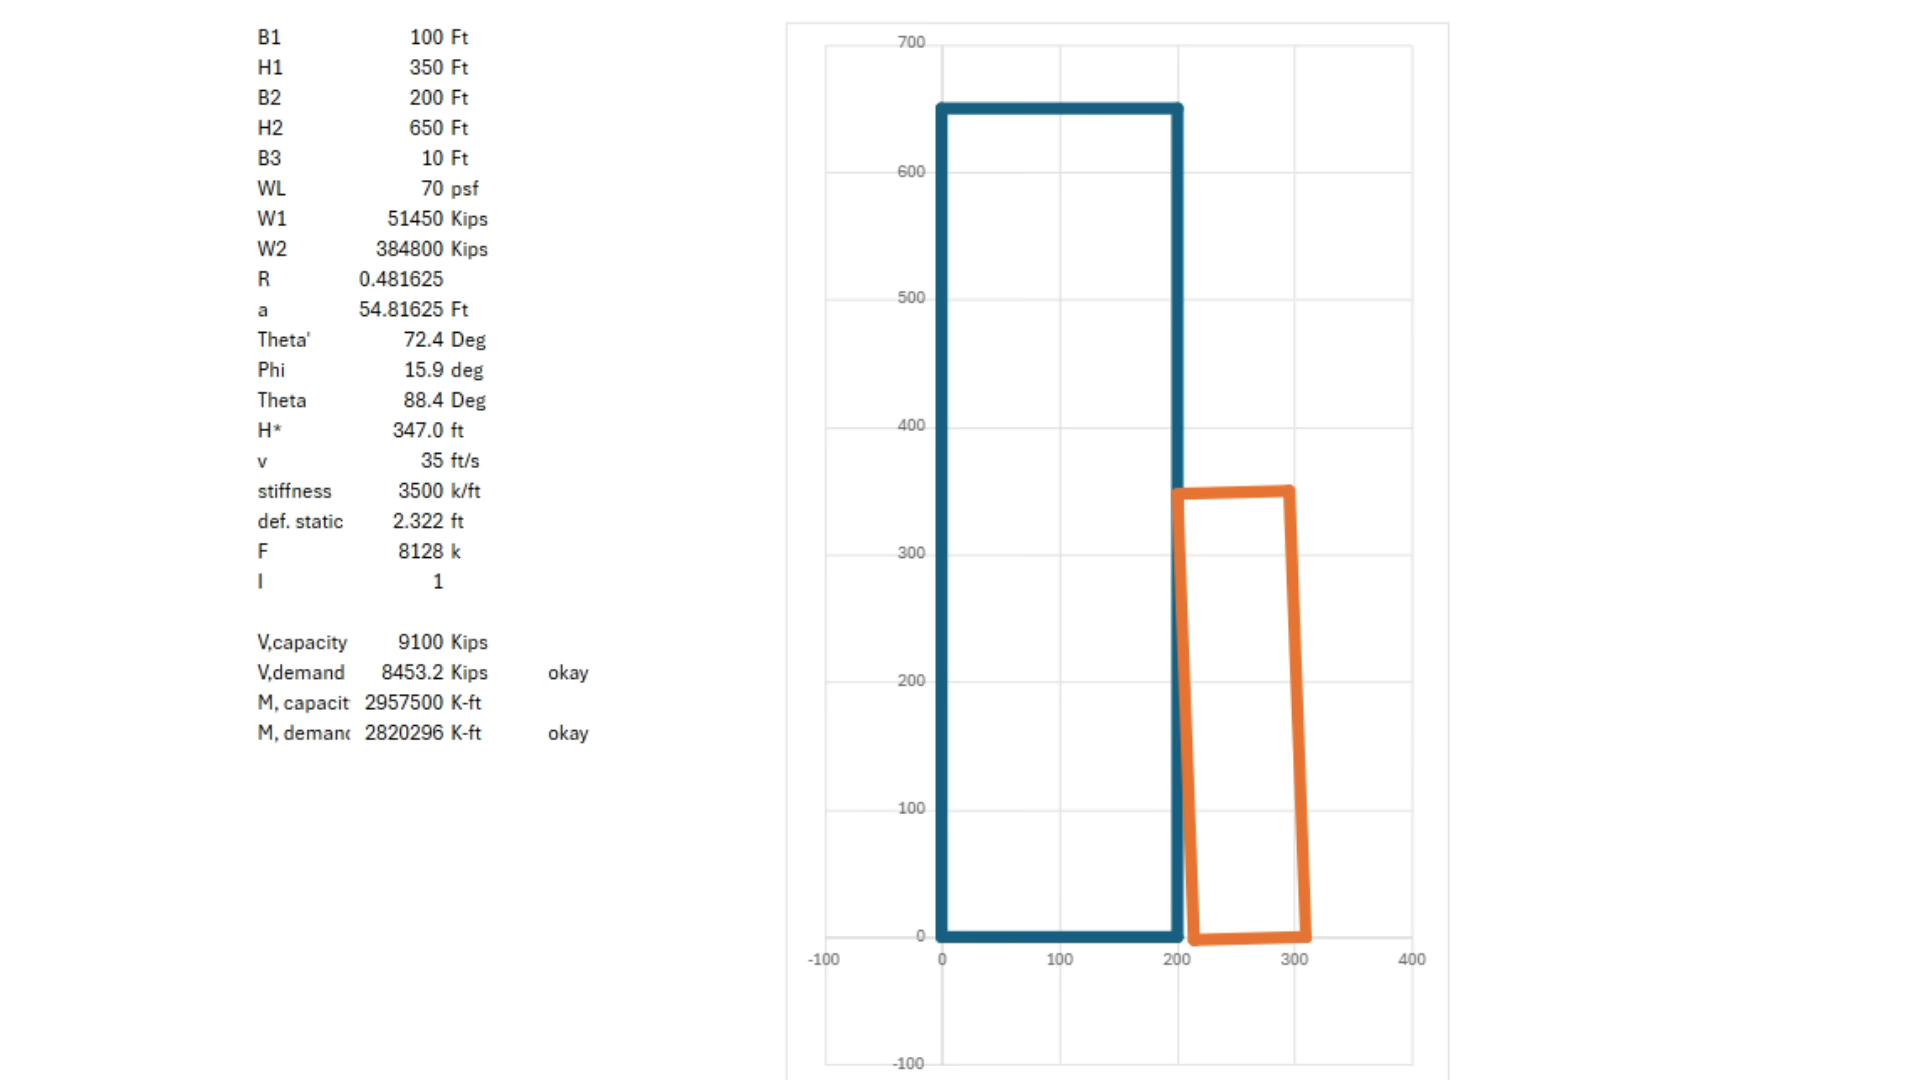 B1 100 Ft
H1 350 Ft
B2 200 Ft
H2 650 Ft
B3 10 Ft
WL 70 psf
W1 51450 Kips
W2 384800 Kips
R 0.481625
a 54.81625 Ft
Theta' 72.4 Deg
Phi 15.9 deg
Theta 88.4 Deg
H* 347.0 ft
v 35 ft/s
stiffness 3500 k/ft
def. static 2.322 ft
F 8128 k
I 1
V,capacity 9100 Kips
V,demand 8453.2 Kips okay
M, capacit 2957500 K-ft
M, demand 2820296 K-ft okay
700
600
500
400
300
200
100
0
-100 0 100 200 300 400
-100